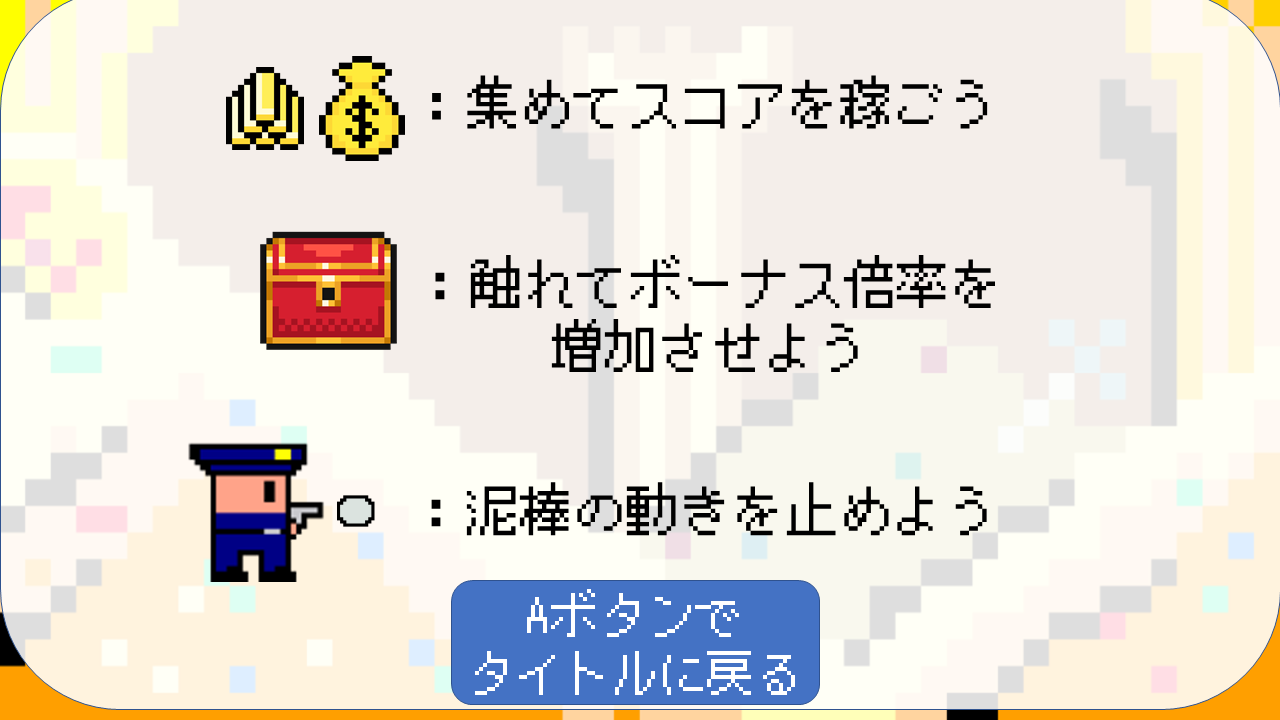 ：集めてスコアを稼ごう
：触れてボーナス倍率を
増加させよう
：泥棒の動きを止めよう
Aボタンで
タイトルに戻る